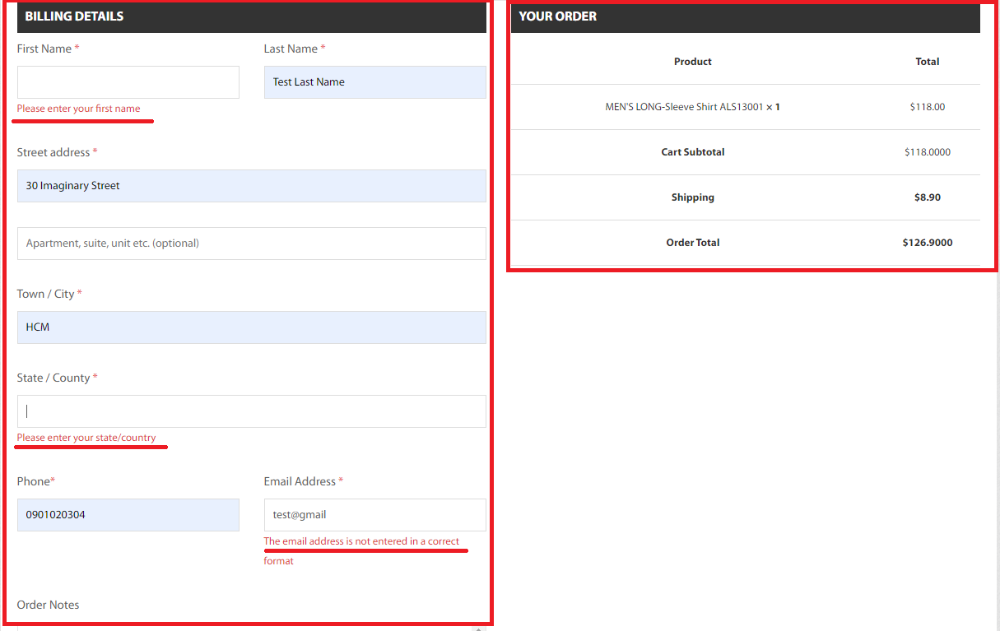 BILLING DETAILS
First Name *
Last Name *
Test Last Name
Please enter your first name
Street address *
30 Imaginary Street
Apartment, suite, unit etc. (optional)
Town / City *
HCM
State / County *
Please enter your state/country
Phone*
Email Address *
0901020304
test@gmail
The email address is not entered in a correct
format
Order Notes
YOUR ORDER
Product Total
MEN'S LONG-Sleeve Shirt ALS13001 × 1 $118.00
Cart Subtotal $118.0000
Shipping $8.90
Order Total $126.9000